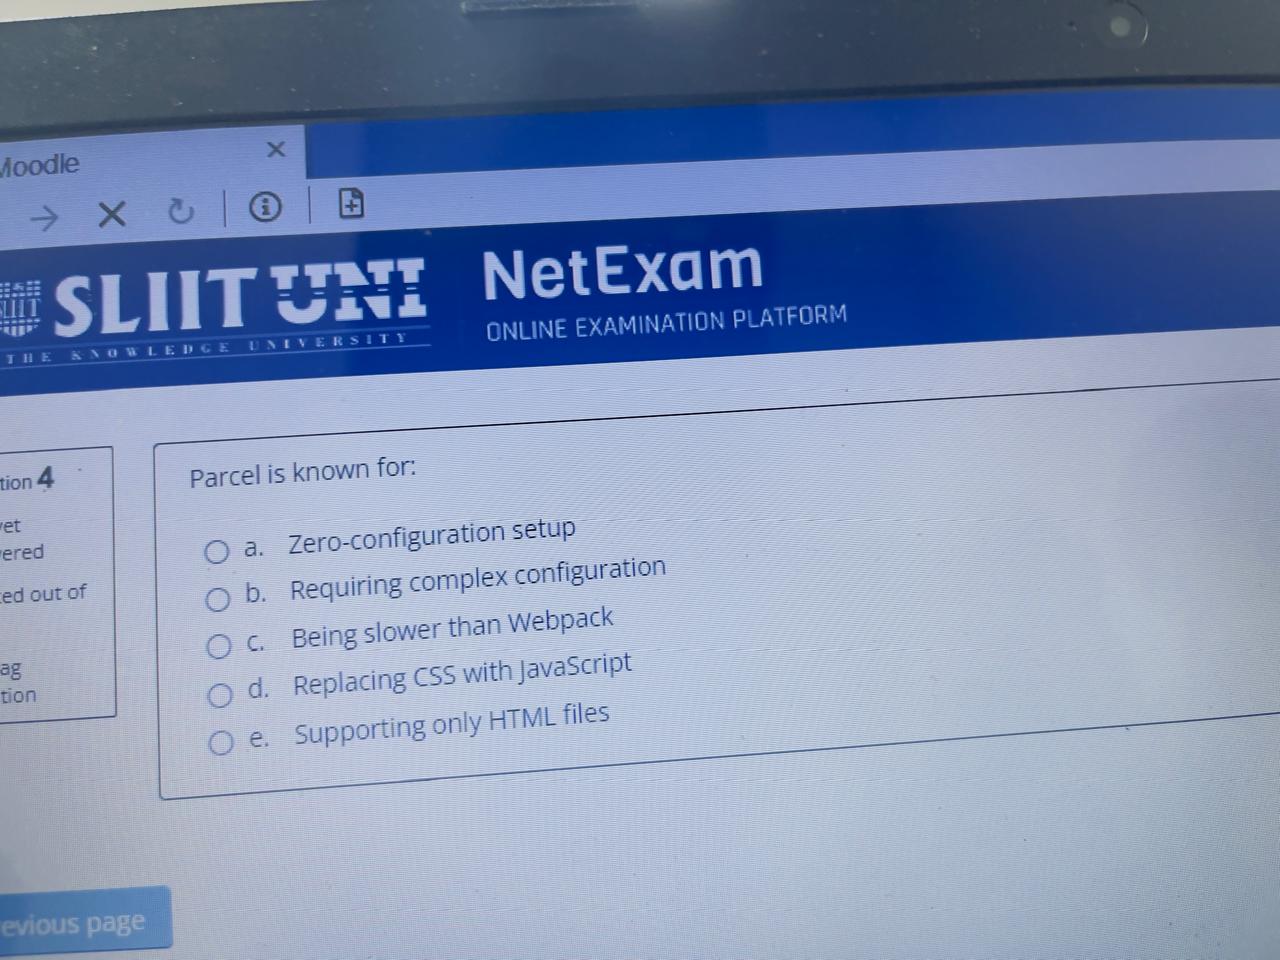 Moodle
SLIIT UNI
THE KNOWLEDGE UNIVERSITY
NetExam
ONLINE EXAMINATION PLATFORM
tion 4
yet
vered
ed out of
ag
tion
Parcel is known for:
a. Zero-configuration setup
b. Requiring complex configuration
c. Being slower than Webpack
d. Replacing CSS with JavaScript
e. Supporting only HTML files
evious page